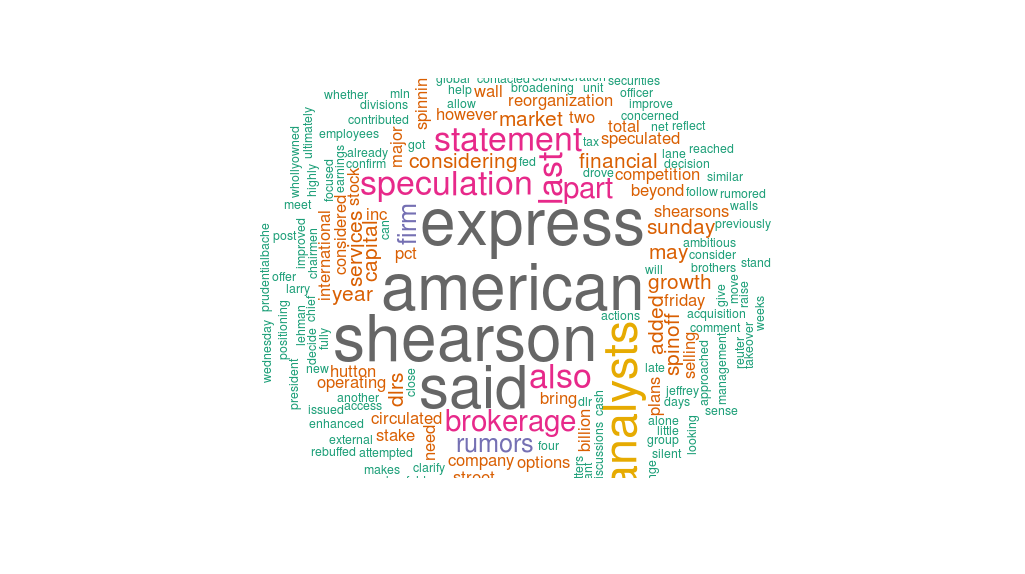 global
contacted
consideration
securities
help
wall
broadening
unit
officer
whether
mln
spinnin
allow
reorganization
improve
divisions
however
market
two
concerned
contributed
total
net
reflect
employees
major
got
statement
tax
speculated
ultimately
whollyowned
already
confirm
considering
fed
last
financial
lane
reached
decision
highly
focused
earnings
stock
speculation
part
drove
competition
similar
beyond
follow
rumored
meet
inc
firm
express
shearsons
walls
sunday
previously
considered
services
capital
can
international
improved
chairmen
post
prudentialbache
pct
may
ambitious
consider
brothers
stand
will
offer
larry
year
american
growth
friday
give
move
raise
added
acquisition
actions
comment
weeks
wednesday
positioning
lehman
chief
decide
fully
shearson
analysts
spinoff
selling
approached
management
reuter
takeover
president
new
hutton
operating
dlrs
close
said
also
late
plans
jeffrey
days
another
issued
access
bring
dlr
cash
sense
enhanced
circulated
brokerage
billion
alone
little
looking
external
stake
need
rumors
four
group
rebuffed
attempted
silent
makes
clarify
company
options
street